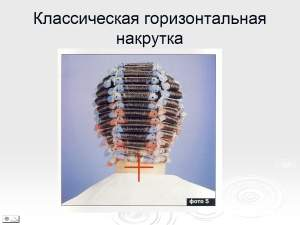 Классическая горизонтальная
накрутка
фото 5